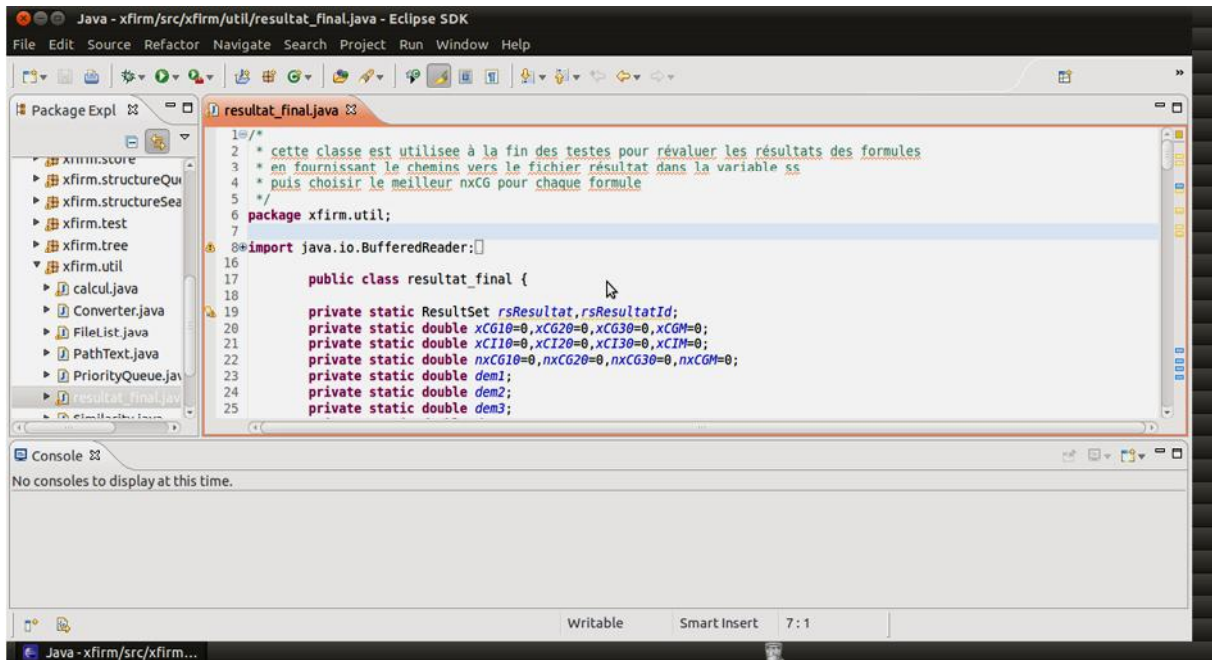 Java - xfirm/src/xfirm/util/resultat_final.java - Eclipse SDK
File Edit Source Refactor Navigate Search Project Run Window Help
Package Expl
xfirm.store
xfirm.structureQu
xfirm.structureSea
xfirm.test
xfirm.tree
xfirm.util
calcul.java
Converter.java
FileList.java
PathText.java
PriorityQueue.jav
resultat_final.jav
Similarity.java
resultat_final.java
1 /*
2 * cette classe est utilisee à la fin des testes pour révaluer les résultats des formules
3 * en fournissant le chemins vers le fichier résultat dans la variable ss
4 * puis choisir le meilleur nxCG pour chaque formule
5 */
6 package xfirm.util;
7
8 import java.io.BufferedReader;
16
17 public class resultat_final {
18
19 private static ResultSet rsResultat,rsResultatId;
20 private static double xCG10=0,xCG20=0,xCG30=0,xCGM=0;
21 private static double xCI10=0,xCI20=0,xCI30=0,xCIM=0;
22 private static double nxCG10=0,nxCG20=0,nxCG30=0,nxCGM=0;
23 private static double dem1;
24 private static double dem2;
25 private static double dem3;
Console
No consoles to display at this time.
Writable Smart Insert 7:1
Java - xfirm/src/xfirm...